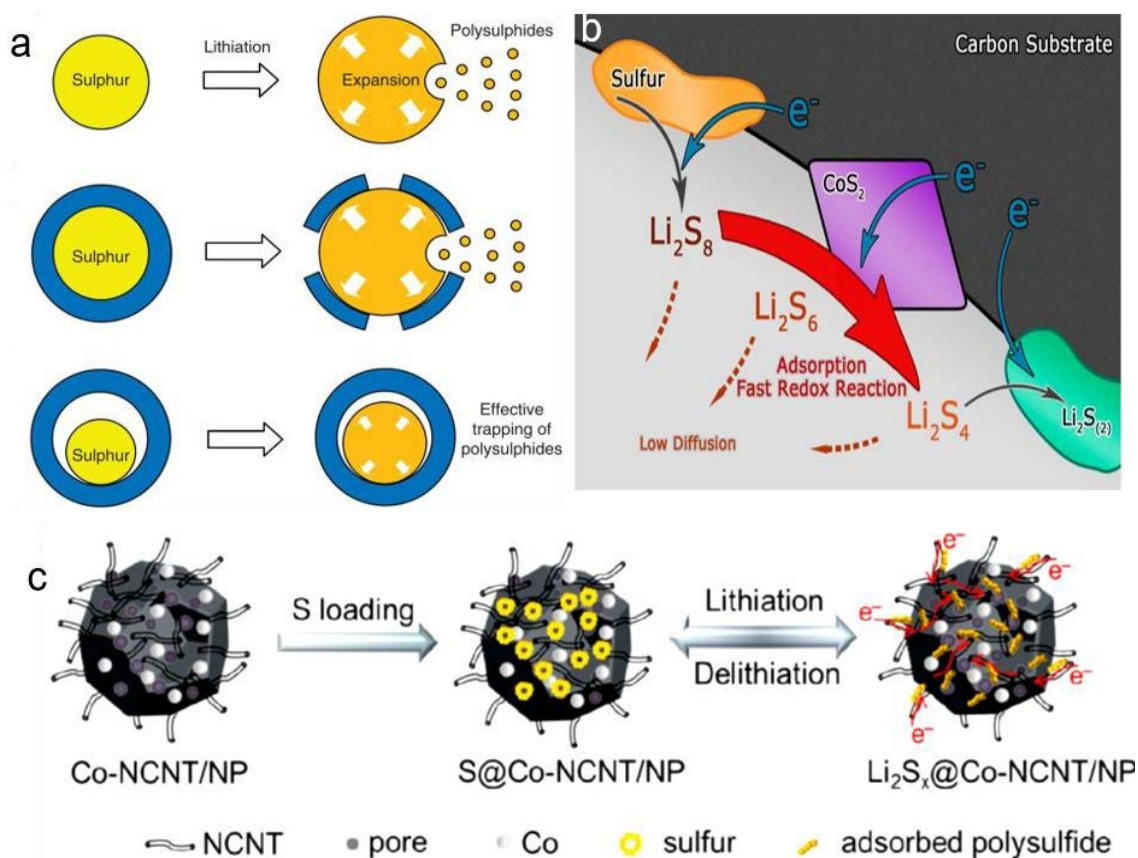 a
Sulphur
Lithiation
Expansion
Polysulphides
Sulphur
Sulphur
Effective
trapping of
polysulphides
b
Carbon Substrate
Sulfur
e⁻
CoS₂
e⁻
e⁻
Li₂S₈
Li₂S₆
Adsorption
Fast Redox Reaction
Li₂S₄
Li₂S₍₂₎
Low Diffusion
c
S loading
Lithiation
Delithiation
e⁻
e⁻
e⁻
e⁻
e⁻
Co-NCNT/NP
S@Co-NCNT/NP
Li₂Sₓ@Co-NCNT/NP
NCNT
pore
Co
sulfur
adsorbed polysulfide